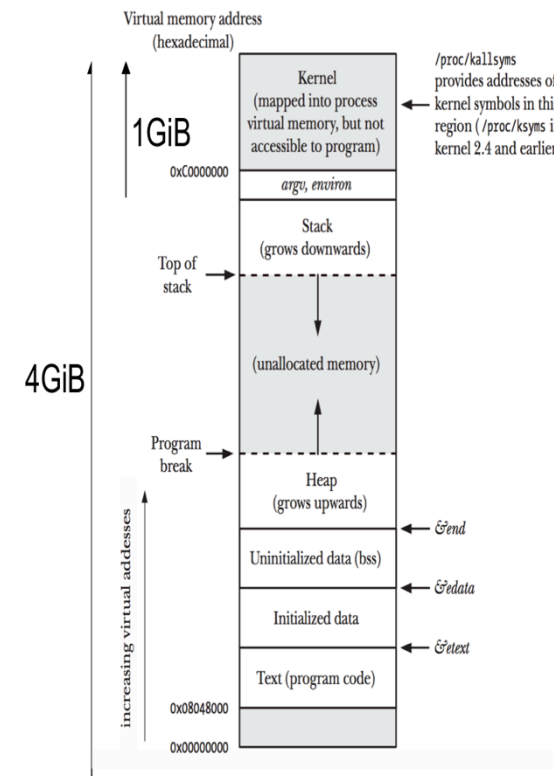 Virtual memory address
(hexadecimal)
/proc/kallsyms
provides addresses of
kernel symbols in thi
region (/proc/ksyms i
kernel 2.4 and earlier
Kernel
(mapped into process
virtual memory, but not
accessible to program)
1GiB
0xC0000000
argv, environ
Stack
(grows downwards)
Top of
stack
(unallocated memory)
4GiB
Program
break
Heap
(grows upwards)
increasing virtual addesses
&end
Uninitialized data (bss)
&edata
Initialized data
&etext
Text (program code)
0x08048000
0x00000000